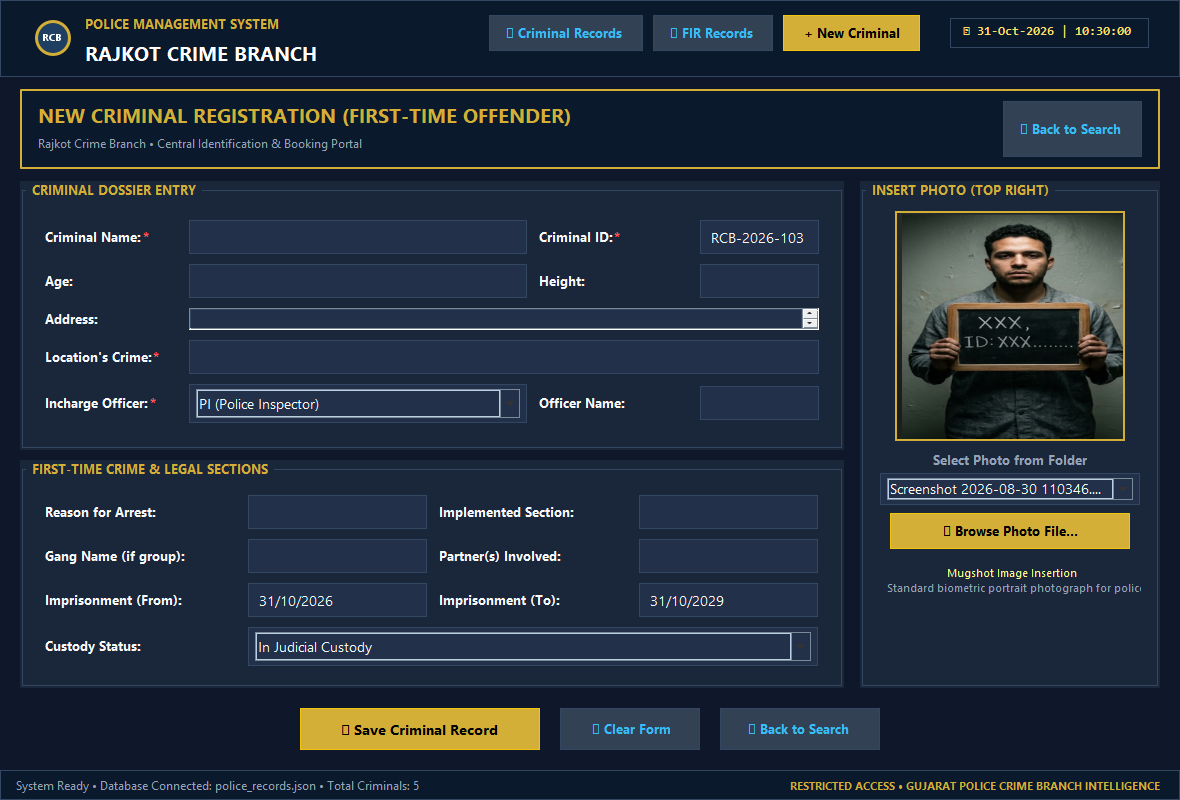 RCB
POLICE MANAGEMENT SYSTEM
RAJKOT CRIME BRANCH
Criminal Records
FIR Records
+ New Criminal
31-Oct-2026 | 10:30:00
NEW CRIMINAL REGISTRATION (FIRST-TIME OFFENDER)
Rajkot Crime Branch • Central Identification & Booking Portal
Back to Search
CRIMINAL DOSSIER ENTRY
Criminal Name:*
Criminal ID:* RCB-2026-103
Age:
Height:
Address:
Location's Crime:*
Incharge Officer:* PI (Police Inspector)
Officer Name:
FIRST-TIME CRIME & LEGAL SECTIONS
Reason for Arrest:
Implemented Section:
Gang Name (if group):
Partner(s) Involved:
Imprisonment (From): 31/10/2026
Imprisonment (To): 31/10/2029
Custody Status: In Judicial Custody
INSERT PHOTO (TOP RIGHT)
XXX,
ID: XXX........
Select Photo from Folder
Screenshot 2026-08-30 110346....
Browse Photo File...
Mugshot Image Insertion
Standard biometric portrait photograph for polic
Save Criminal Record
Clear Form
Back to Search
System Ready • Database Connected: police_records.json • Total Criminals: 5
RESTRICTED ACCESS • GUJARAT POLICE CRIME BRANCH INTELLIGENCE